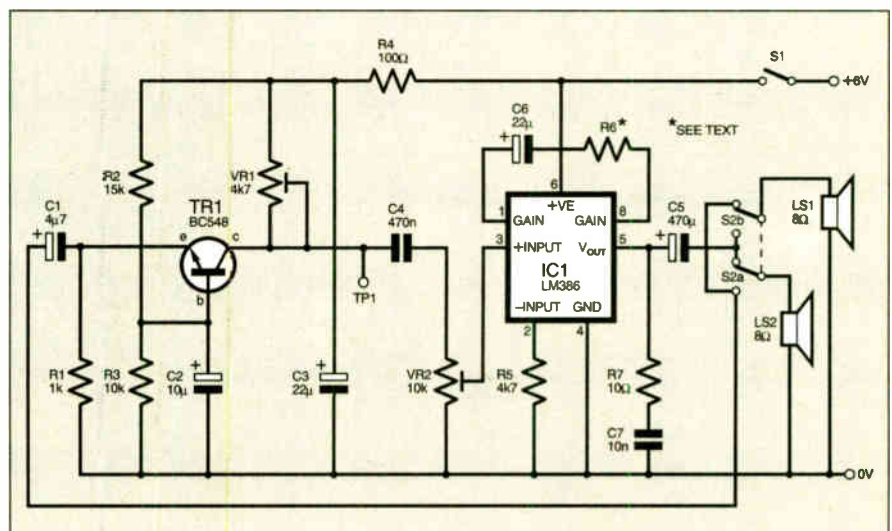 R4
100Ω
S1
+6V
C6
22µ
+
R6*
*SEE TEXT
R2
15k
VR1
4k7
C1
4µ7
+
TR1
BC548
e
c
b
C4
470n
TP1
6
+VE
1
GAIN
GAIN
8
3
+INPUT
VOUT
5
IC1
LM386
–INPUT
GND
2
4
C5
470µ
+
S2b
S2a
LS1
8Ω
LS2
8Ω
R1
1k
R3
10k
C2
10µ
+
C3
22µ
+
VR2
10k
R5
4k7
R7
10Ω
C7
10n
0V